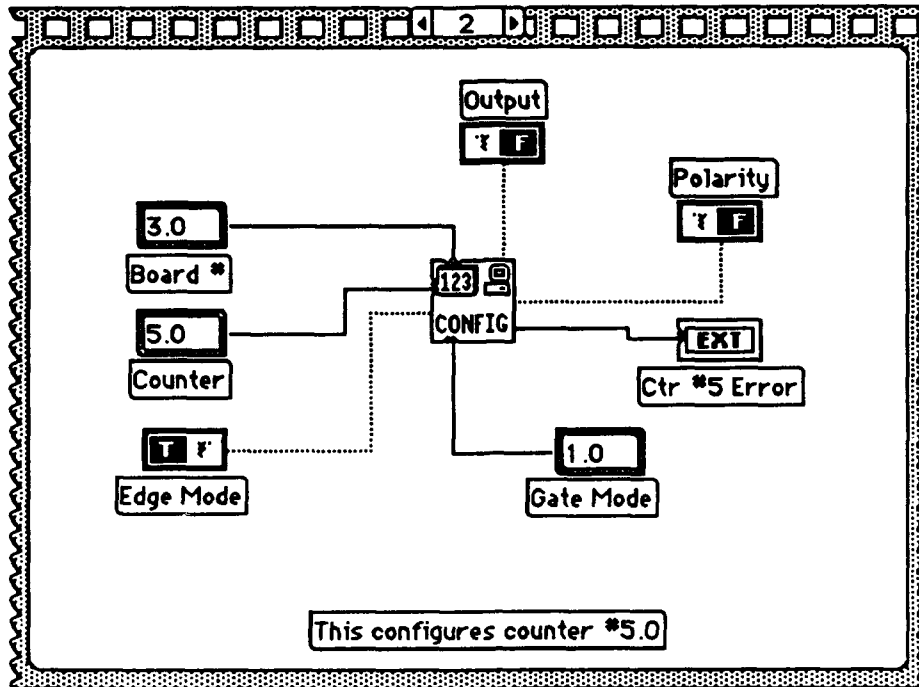 2
Output
F
Polarity
F
3.0
Board #
123
CONFIG
5.0
Counter
EXT
Ctr #5 Error
T F
Edge Mode
1.0
Gate Mode
This configures counter #5.0